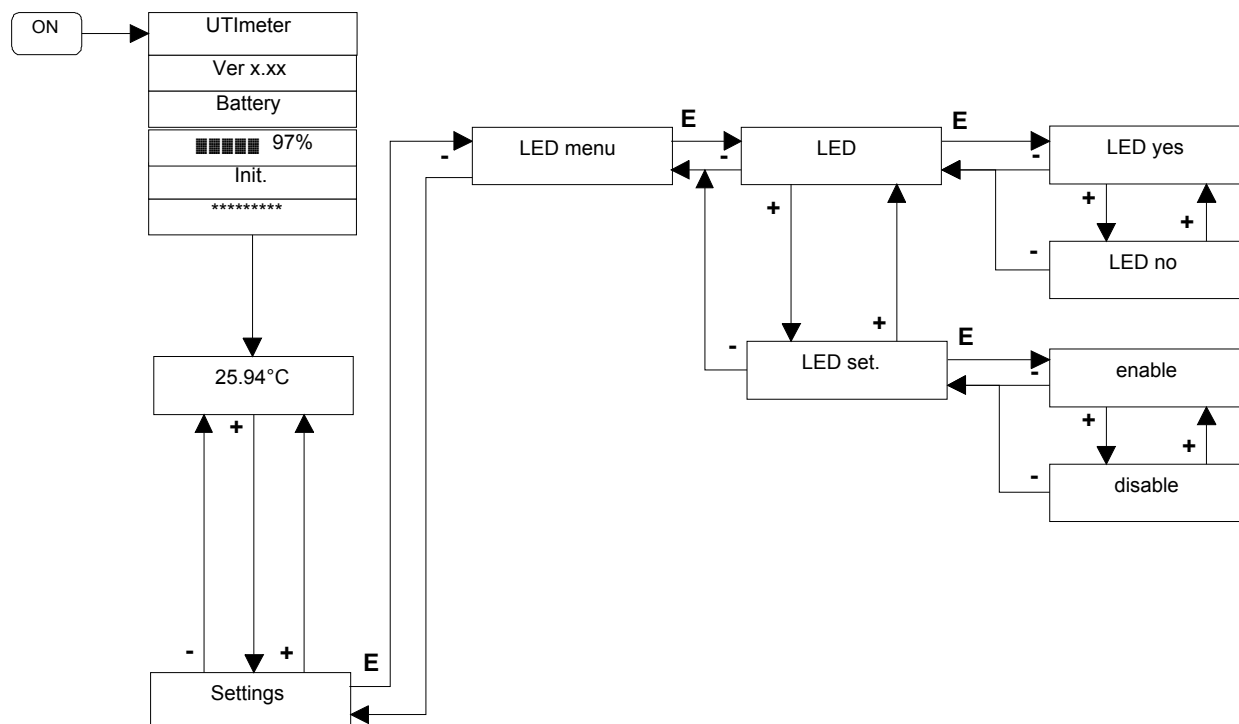 ON
UTImeter
Ver x.xx
Battery
97%
Init.
*********
25.94°C
+
-
+
Settings
E
-
LED menu
E
-
LED
+
+
E
-
LED yes
+
+
-
LED no
-
LED set.
E
-
enable
+
+
-
disable